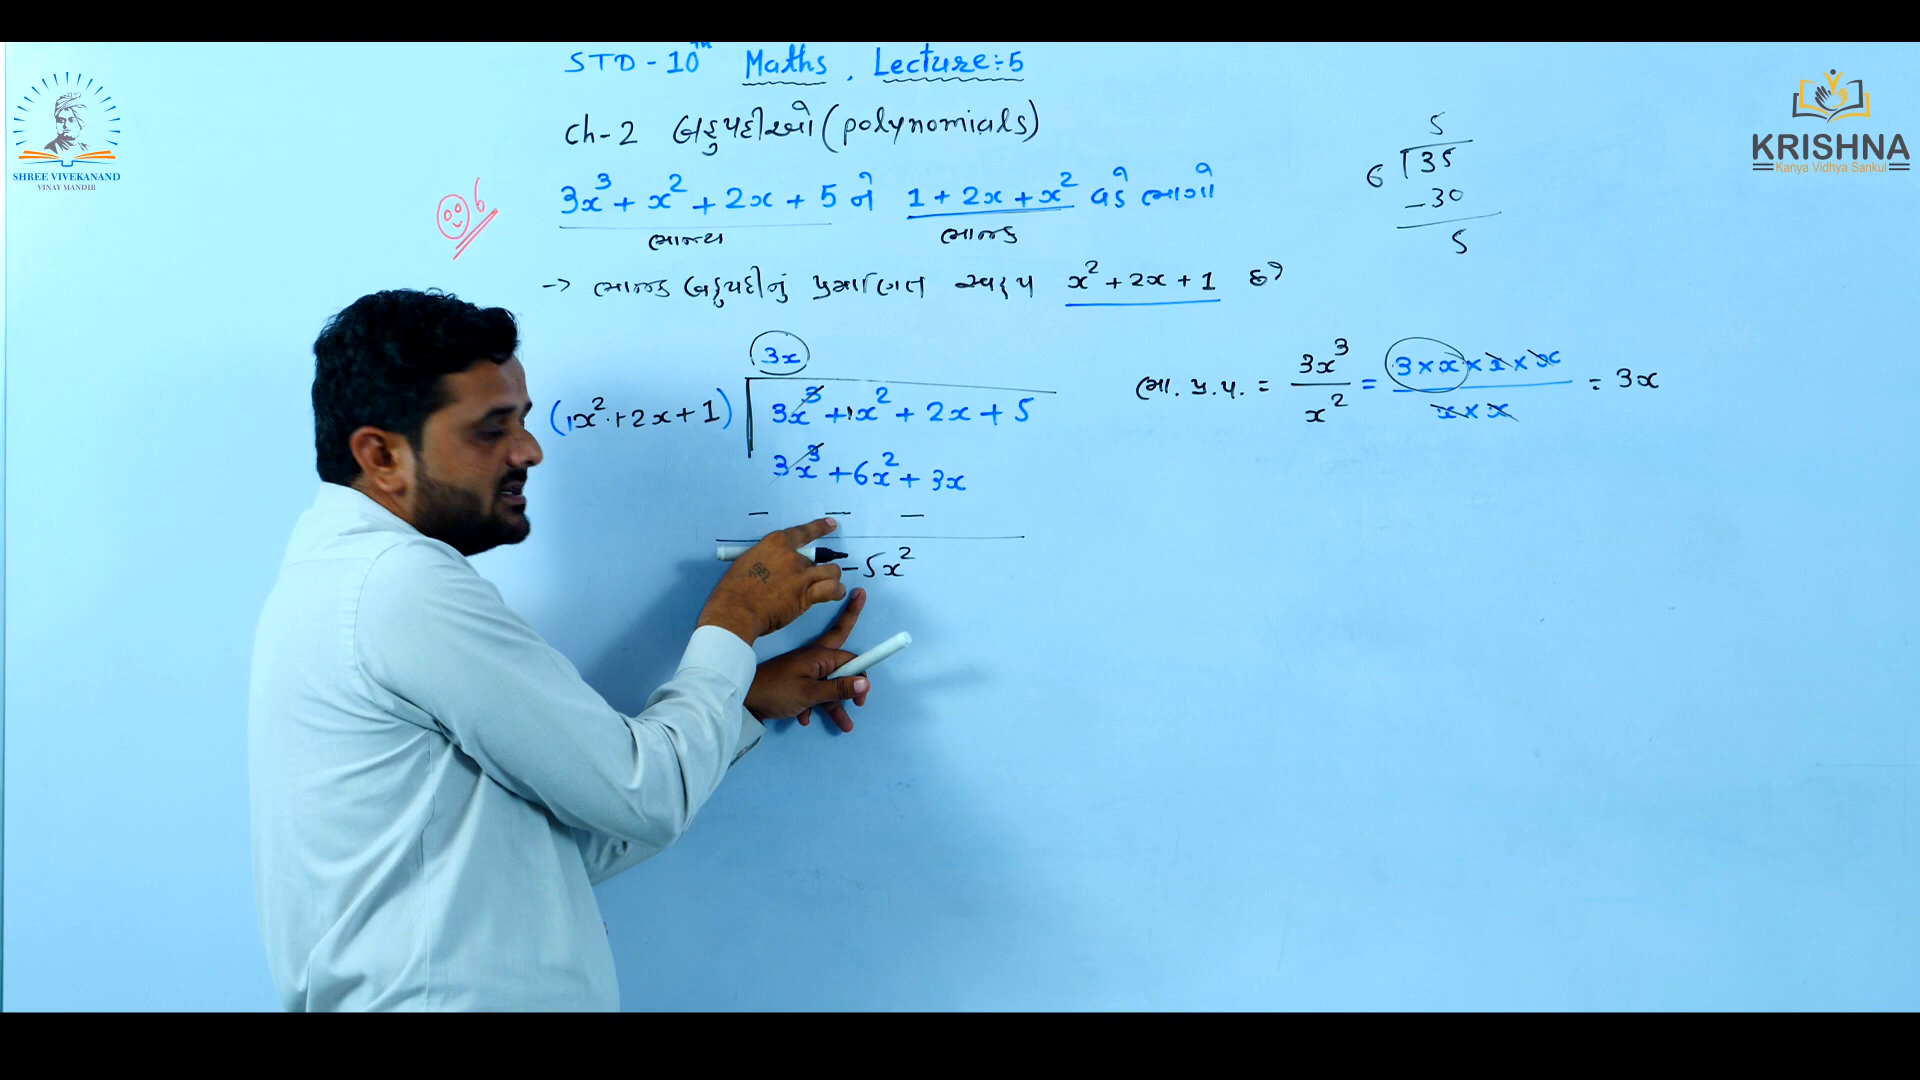 STD - 10th Maths , Lecture:- 5
Ch-2 બહુપદીઓ (polynomials)
3x³ + x² + 2x + 5 ને 1 + 2x + x² વડે ભાગો
ભાજ્ય ભાજક
6
→ ભાજક બહુપદીનું પ્રમાણિત સ્વરૂપ x² + 2x + 1 છે
3x
(1x² + 2x + 1) 3x³ + 1x² + 2x + 5
3x³ + 6x² + 3x
− − −
−5x²
ભા. પ્ર. પ. = 3x³ / x² = 3 × x × x × x / x × x = 3x
5
6 35
−30
5
SHREE VIVEKANAND
VINAY MANDIR
KRISHNA
Kanya Vidhya Sankul